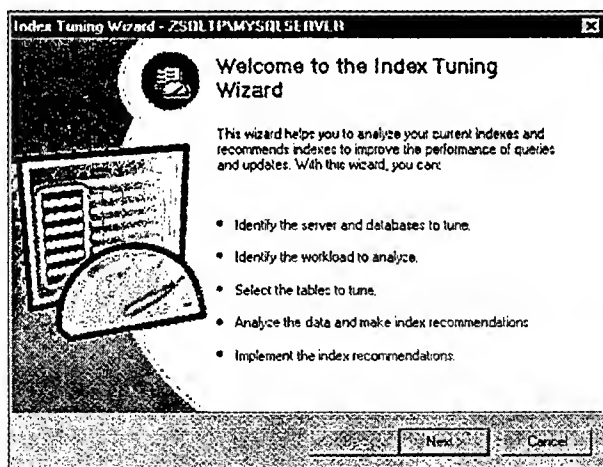 Index Tuning Wizard - ZSQLTP\MYSQLSERVER
Welcome to the Index Tuning
Wizard
This wizard helps you to analyze your current indexes and
recommends indexes to improve the performance of queries
and updates. With this wizard, you can:
• Identify the server and databases to tune.
• Identify the workload to analyze.
• Select the tables to tune.
• Analyze the data and make index recommendations
• Implement the index recommendations.
Next >
Cancel